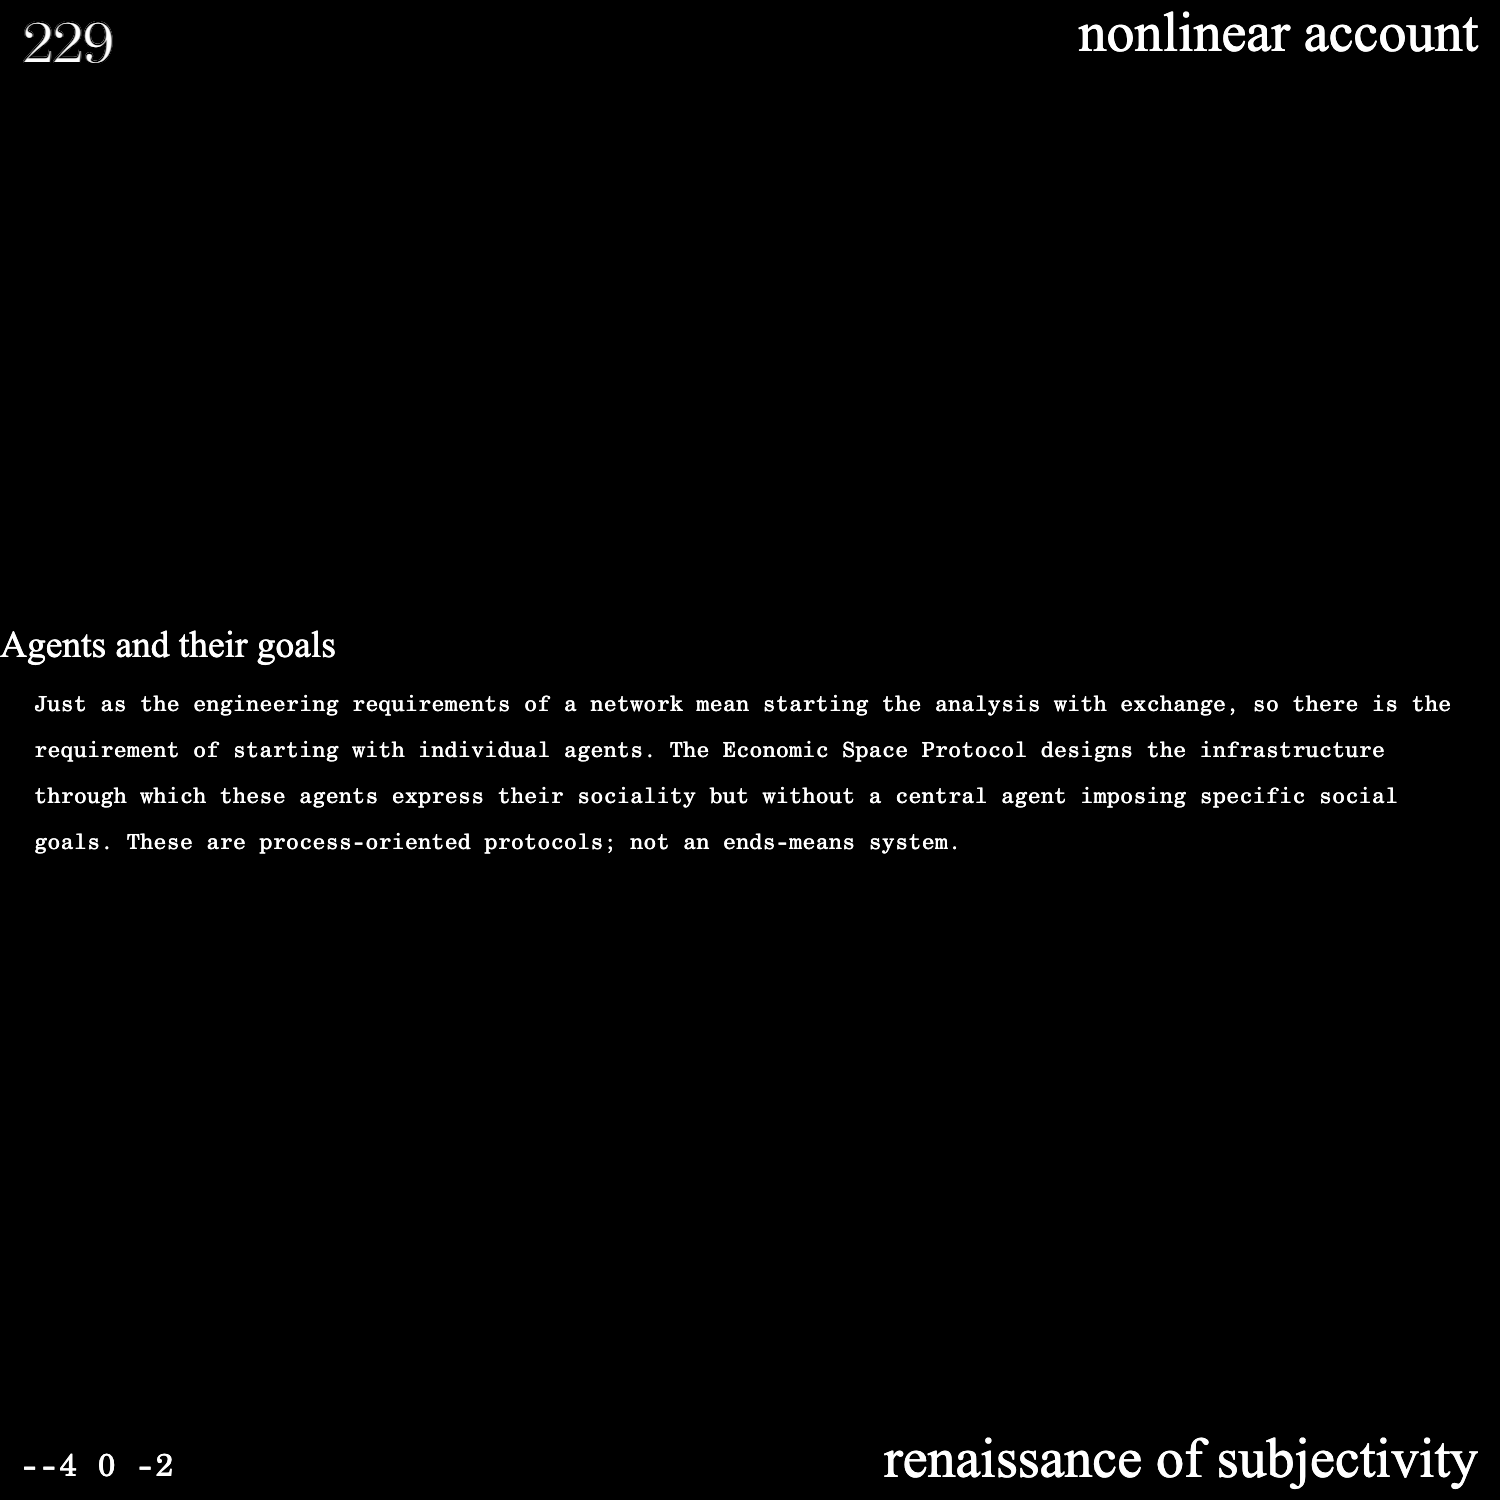 229
nonlinear account
Agents and their goals
Just as the engineering requirements of a network mean starting the analysis with exchange, so there is the
requirement of starting with individual agents. The Economic Space Protocol designs the infrastructure
through which these agents express their sociality but without a central agent imposing specific social
goals. These are process-oriented protocols; not an ends-means system.
--4 0 -2
renaissance of subjectivity